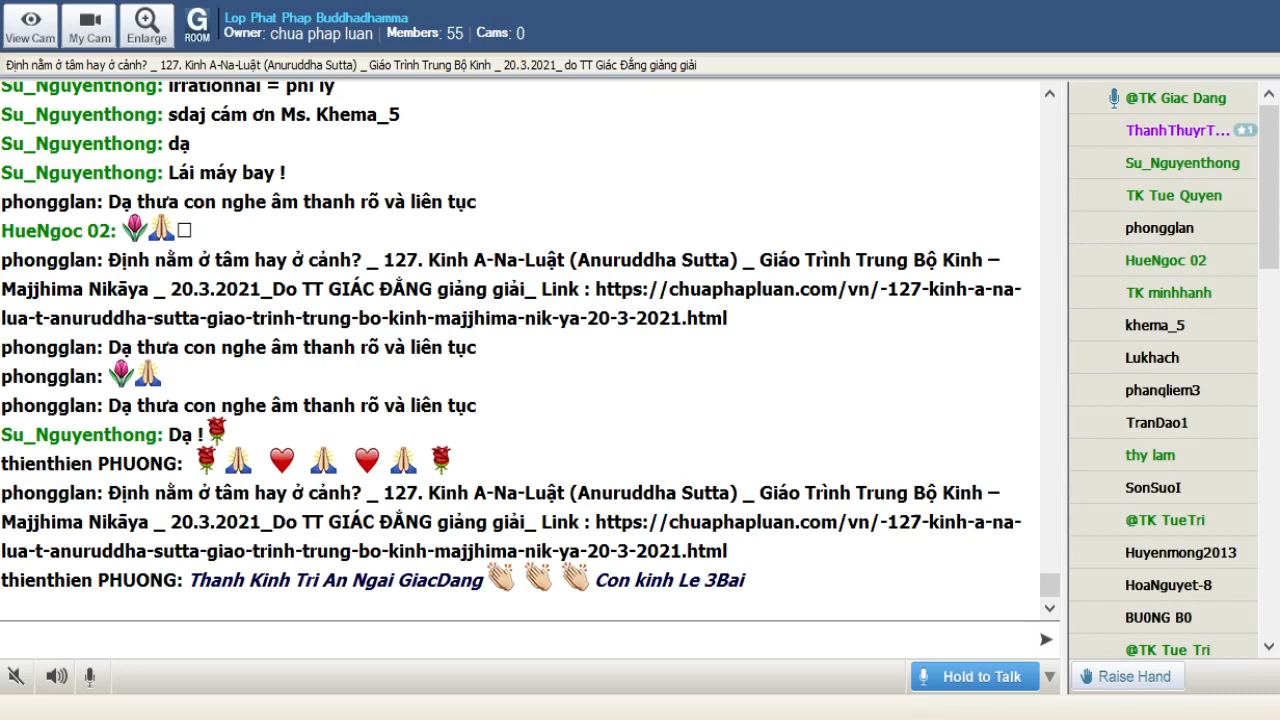 View Cam
My Cam
Enlarge
G
ROOM
Lop Phat Phap Buddhadhamma
Owner: chua phap luan | Members: 55 | Cams: 0
Định nằm ở tâm hay ở cảnh? _ 127. Kinh A-Na-Luật (Anuruddha Sutta) _ Giáo Trình Trung Bộ Kinh _ 20.3.2021_ do TT Giác Đẳng giảng giải
Su_Nguyenthong: irrationnal = phi lý
Su_Nguyenthong: sdaj cám ơn Ms. Khema_5
Su_Nguyenthong: dạ
Su_Nguyenthong: Lái máy bay !
phongglan: Dạ thưa con nghe âm thanh rõ và liên tục
HueNgoc 02: 🌷🙏□
phongglan: Định nằm ở tâm hay ở cảnh? _ 127. Kinh A-Na-Luật (Anuruddha Sutta) _ Giáo Trình Trung Bộ Kinh –
Majjhima Nikāya _ 20.3.2021_Do TT GIÁC ĐẲNG giảng giải_ Link : https://chuaphapluan.com/vn/-127-kinh-a-na-
lua-t-anuruddha-sutta-giao-trinh-trung-bo-kinh-majjhima-nik-ya-20-3-2021.html
phongglan: Dạ thưa con nghe âm thanh rõ và liên tục
phongglan: 🌷🙏
phongglan: Dạ thưa con nghe âm thanh rõ và liên tục
Su_Nguyenthong: Dạ !🌹
thienthien PHUONG: 🌹🙏 ❤️ 🙏 ❤️ 🙏 🌹
phongglan: Định nằm ở tâm hay ở cảnh? _ 127. Kinh A-Na-Luật (Anuruddha Sutta) _ Giáo Trình Trung Bộ Kinh –
Majjhima Nikāya _ 20.3.2021_Do TT GIÁC ĐẲNG giảng giải_ Link : https://chuaphapluan.com/vn/-127-kinh-a-na-
lua-t-anuruddha-sutta-giao-trinh-trung-bo-kinh-majjhima-nik-ya-20-3-2021.html
thienthien PHUONG: Thanh Kinh Tri An Ngai GiacDang 👏 👏 👏 Con kinh Le 3Bai
@TK Giac Dang
ThanhThuyrT... ★1
Su_Nguyenthong
TK Tue Quyen
phongglan
HueNgoc 02
TK minhhanh
khema_5
Lukhach
phanqliem3
TranDao1
thy lam
SonSuoI
@TK TueTri
Huyenmong2013
HoaNguyet-8
BU0NG B0
@TK Tue Tri
Hold to Talk
Raise Hand